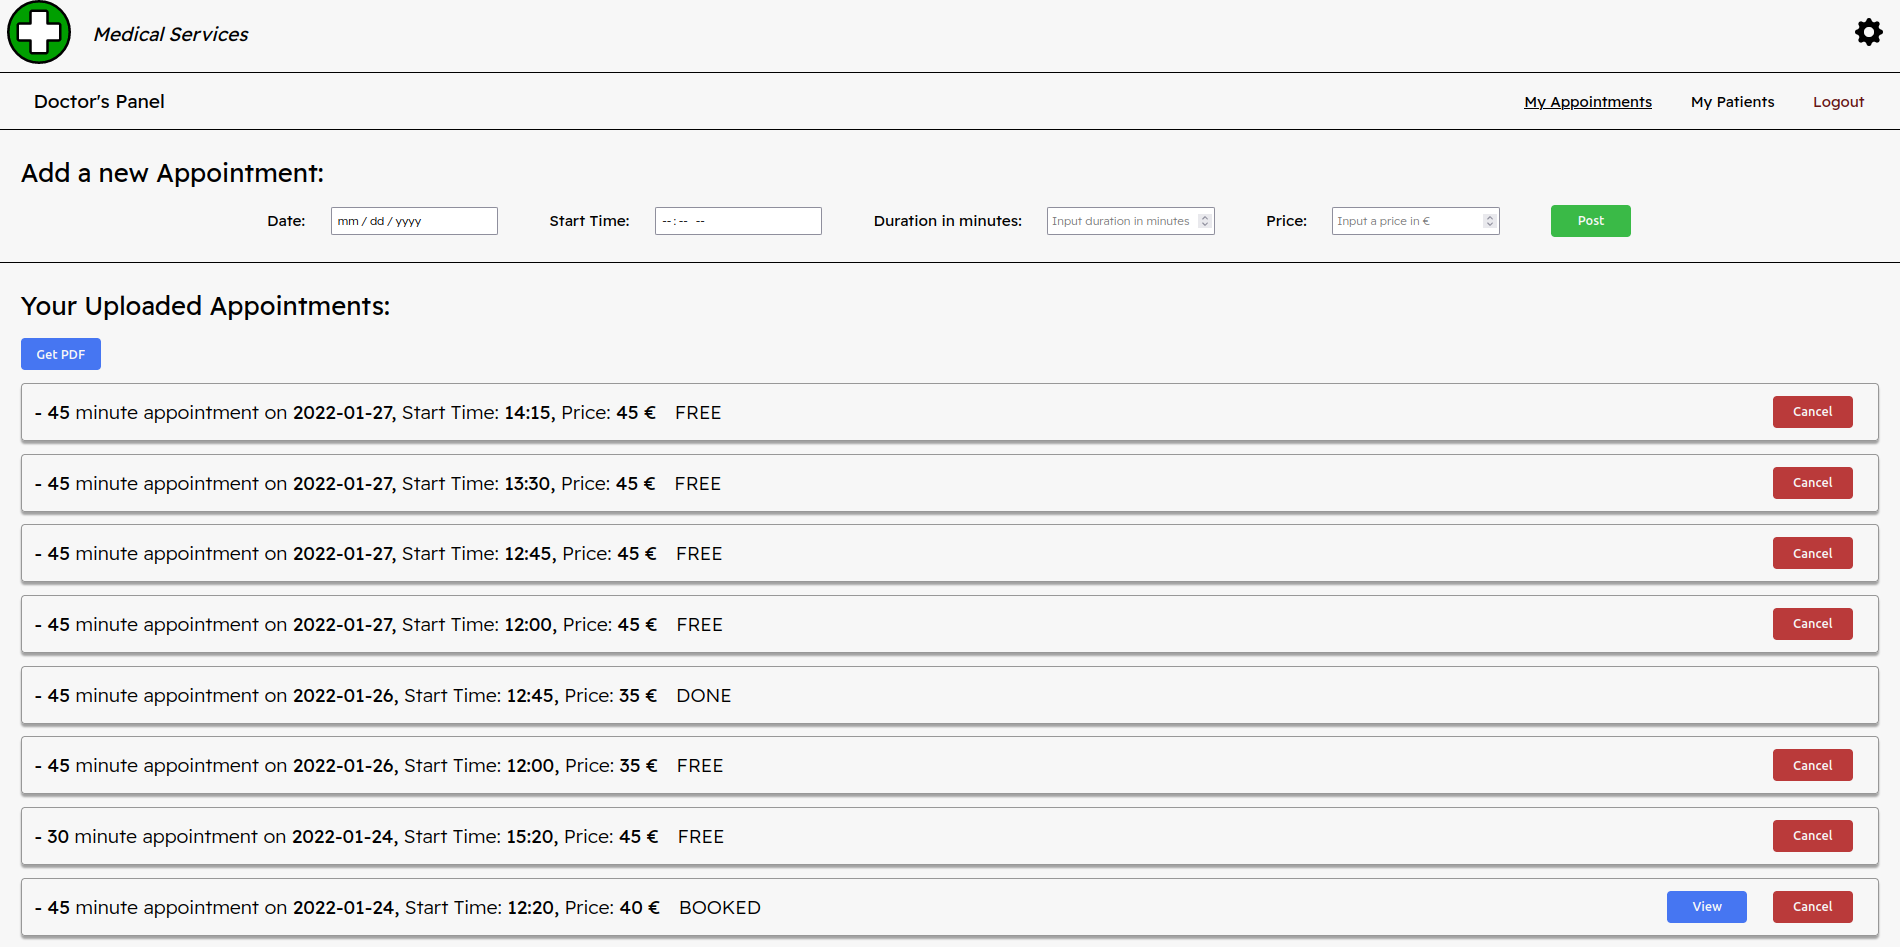 Medical Services
Doctor's Panel My Appointments My Patients Logout
Add a new Appointment:
Date: mm / dd / yyyy Start Time: --:-- -- Duration in minutes: Input duration in minutes Price: Input a price in € Post
Your Uploaded Appointments:
Get PDF
- 45 minute appointment on 2022-01-27, Start Time: 14:15, Price: 45 € FREE Cancel
- 45 minute appointment on 2022-01-27, Start Time: 13:30, Price: 45 € FREE Cancel
- 45 minute appointment on 2022-01-27, Start Time: 12:45, Price: 45 € FREE Cancel
- 45 minute appointment on 2022-01-27, Start Time: 12:00, Price: 45 € FREE Cancel
- 45 minute appointment on 2022-01-26, Start Time: 12:45, Price: 35 € DONE
- 45 minute appointment on 2022-01-26, Start Time: 12:00, Price: 35 € FREE Cancel
- 30 minute appointment on 2022-01-24, Start Time: 15:20, Price: 45 € FREE Cancel
- 45 minute appointment on 2022-01-24, Start Time: 12:20, Price: 40 € BOOKED View Cancel